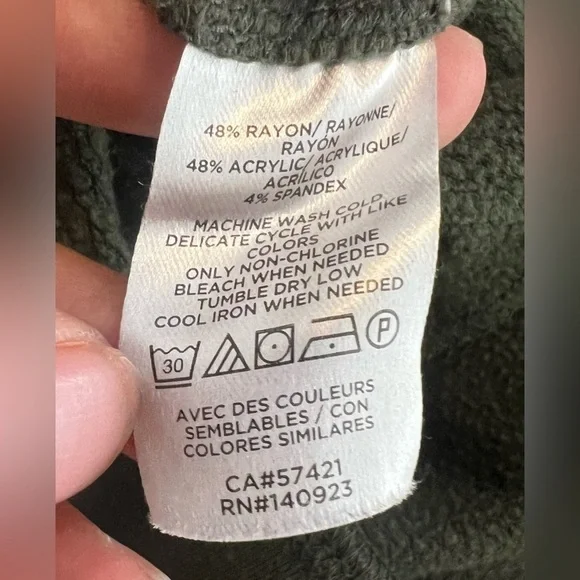 48% RAYON/ RAYONNE/
RAYÓN
48% ACRYLIC/ ACRYLIQUE/
ACRÍLICO
4% SPANDEX
MACHINE WASH COLD
DELICATE CYCLE WITH LIKE
COLORS
ONLY NON-CHLORINE
BLEACH WHEN NEEDED
TUMBLE DRY LOW
COOL IRON WHEN NEEDED
30 P
AVEC DES COULEURS
SEMBLABLES / CON
COLORES SIMILARES
CA#57421
RN#140923